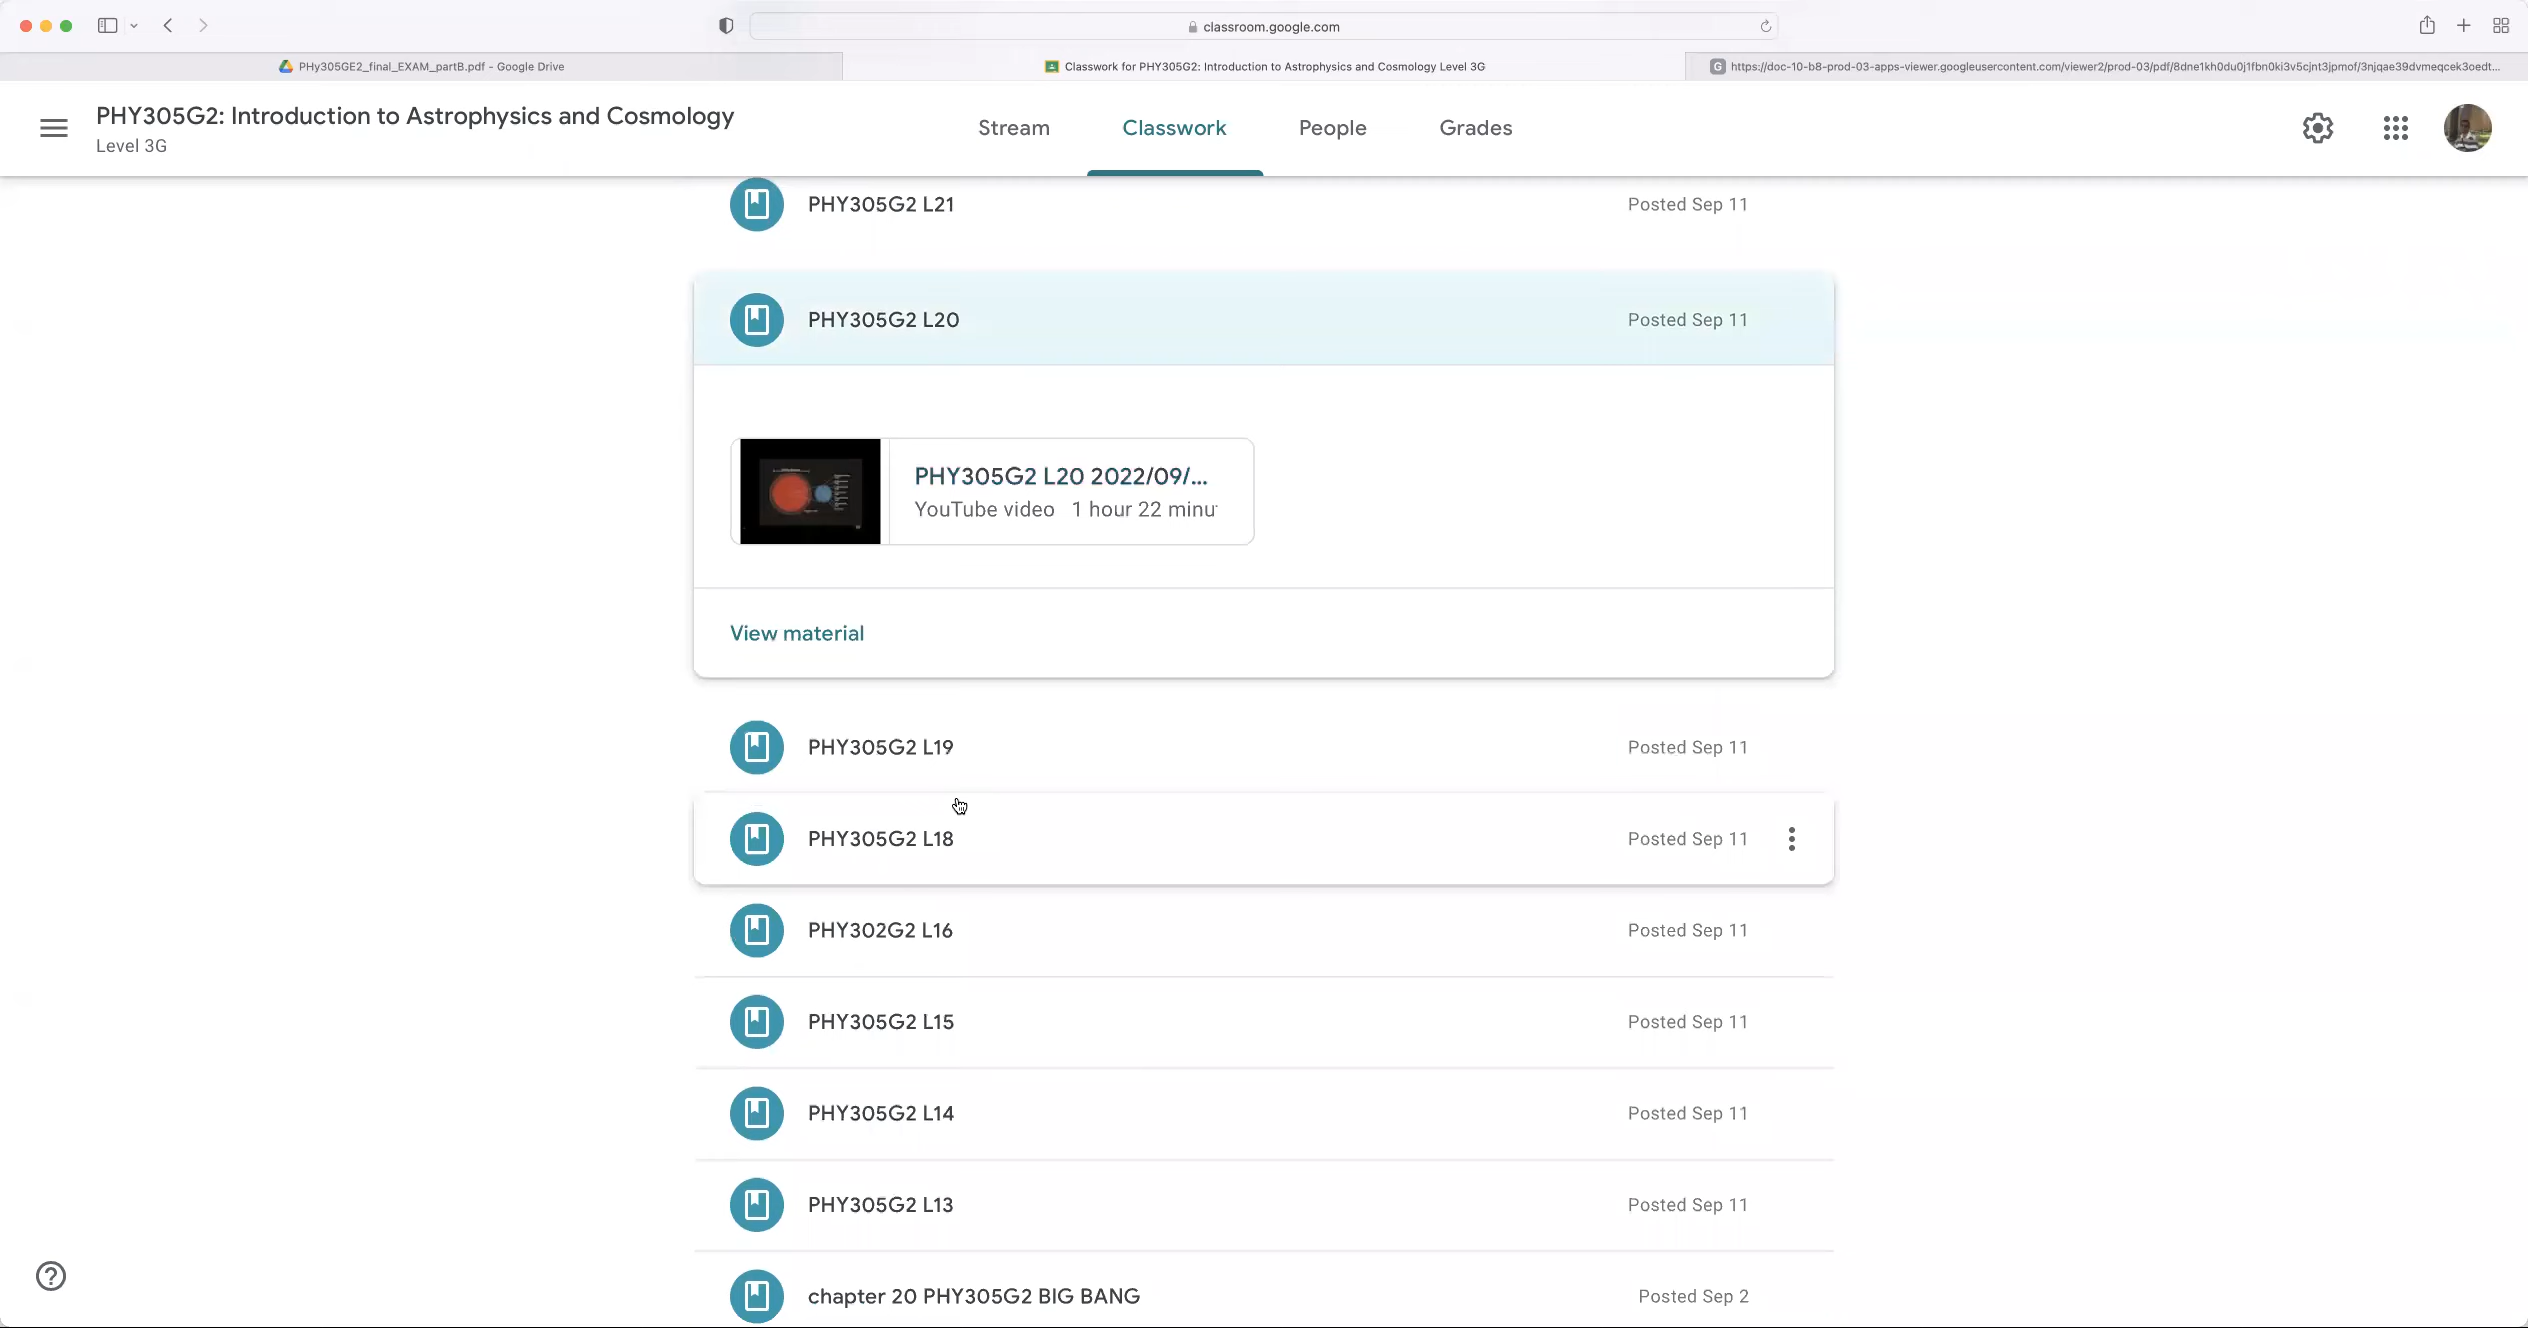 classroom.google.com
PHy305GE2_final_EXAM_partB.pdf - Google Drive
Classwork for PHY305G2: Introduction to Astrophysics and Cosmology Level 3G
https://doc-10-b8-prod-03-apps-viewer.googleusercontent.com/viewer2/prod-03/pdf/8dne1kh0du0j1fbn0ki3v5cjnt3jpmof/3njqae39dvmeqcek3oedt...
PHY305G2: Introduction to Astrophysics and Cosmology
Level 3G
Stream
Classwork
People
Grades
PHY305G2 L21
Posted Sep 11
PHY305G2 L20
Posted Sep 11
PHY305G2 L20 2022/09/...
YouTube video 1 hour 22 minu
View material
PHY305G2 L19
Posted Sep 11
PHY305G2 L18
Posted Sep 11
PHY302G2 L16
Posted Sep 11
PHY305G2 L15
Posted Sep 11
PHY305G2 L14
Posted Sep 11
PHY305G2 L13
Posted Sep 11
chapter 20 PHY305G2 BIG BANG
Posted Sep 2